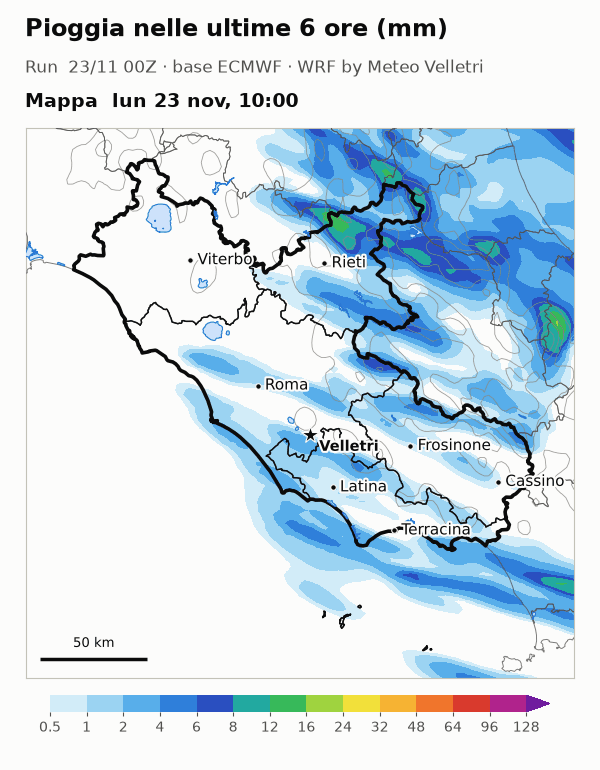 Pioggia nelle ultime 6 ore (mm)
Run  23/11 00Z · base ECMWF · WRF by Meteo Velletri
Mappa  lun 23 nov, 10:00
Viterbo
Rieti
Roma
Velletri
Frosinone
Cassino
Latina
Terracina
50 km
0.5 1 2 4 6 8 12 16 24 32 48 64 96 128